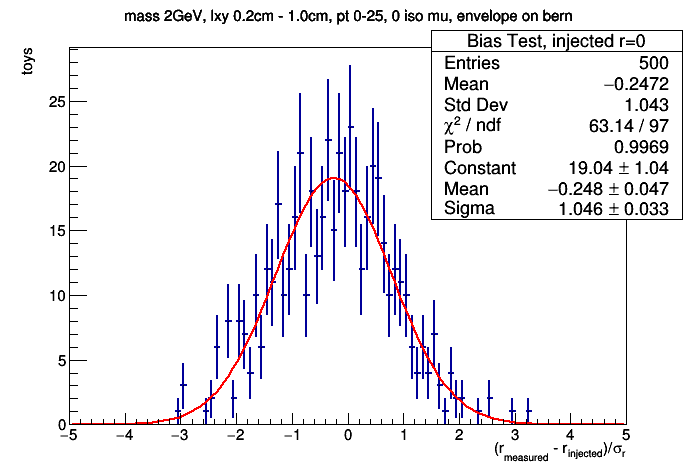 mass 2GeV, lxy 0.2cm - 1.0cm, pt 0-25, 0 iso mu, envelope on bern
toys
Bias Test, injected r=0
Entries 500
Mean −0.2472
Std Dev 1.043
χ² / ndf 63.14 / 97
Prob 0.9969
Constant 19.04 ± 1.04
Mean −0.248 ± 0.047
Sigma 1.046 ± 0.033
25
20
15
10
5
0
−5 −4 −3 −2 −1 0 1 2 3 4 5
(r_measured - r_injected)/σ_r